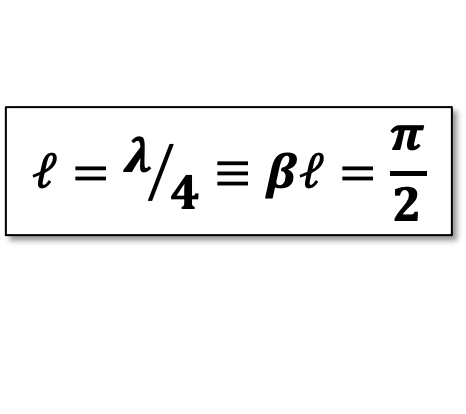 ℓ = λ/4 ≡ βℓ = π/2